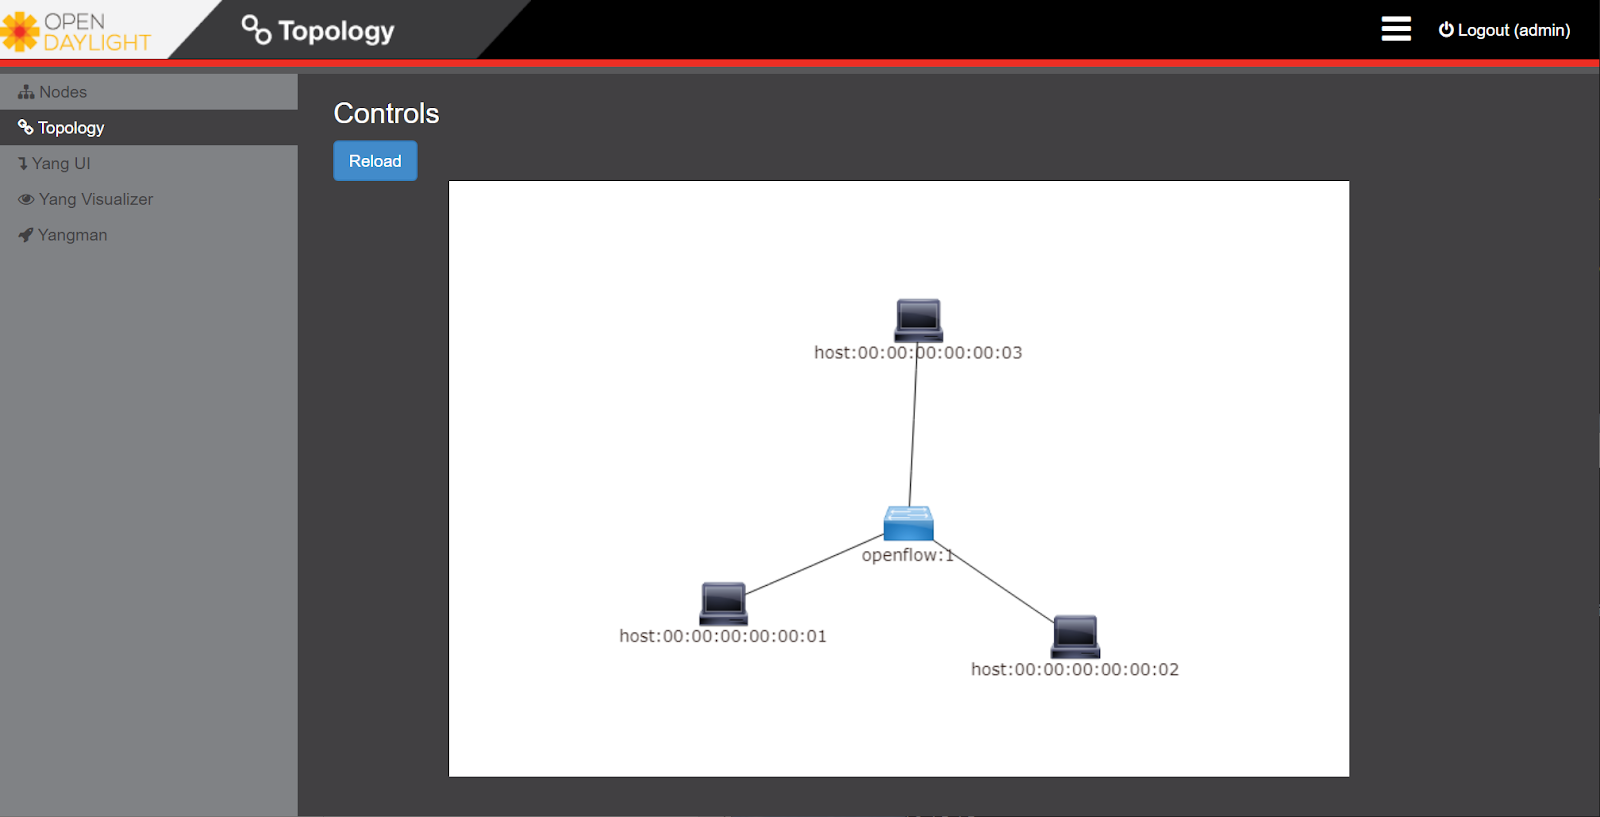 OPEN
DAYLIGHT
Topology
Logout (admin)
Nodes
Topology
Yang UI
Yang Visualizer
Yangman
Controls
Reload
host:00:00:00:00:00:03
openflow:1
host:00:00:00:00:00:01
host:00:00:00:00:00:02